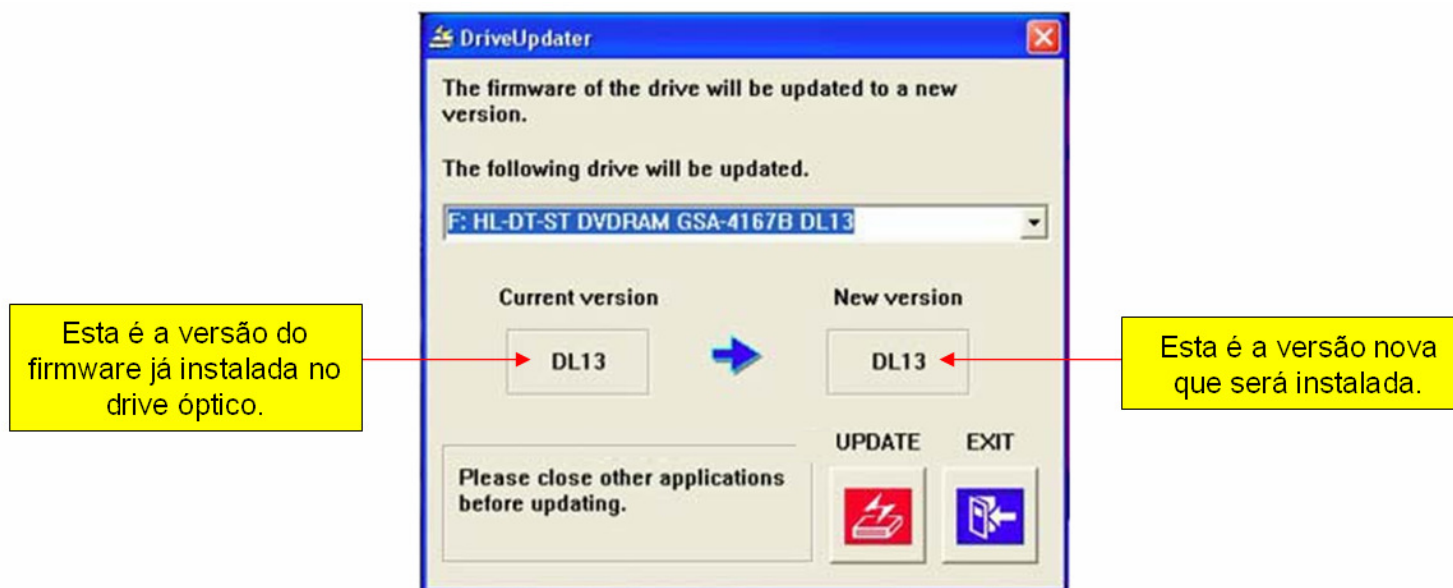 DriveUpdater
The firmware of the drive will be updated to a new
version.
The following drive will be updated.
F: HL-DT-ST DVDRAM GSA-4167B DL13
Current version
New version
Esta é a versão do
firmware já instalada no
drive óptico.
DL13
DL13
Esta é a versão nova
que será instalada.
UPDATE
EXIT
Please close other applications
before updating.